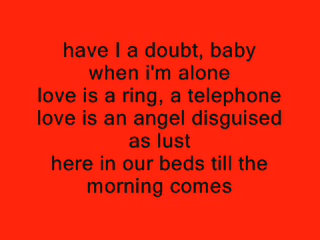 have I a doubt, baby
when i'm alone
love is a ring, a telephone
love is an angel disguised
as lust
here in our beds till the
morning comes